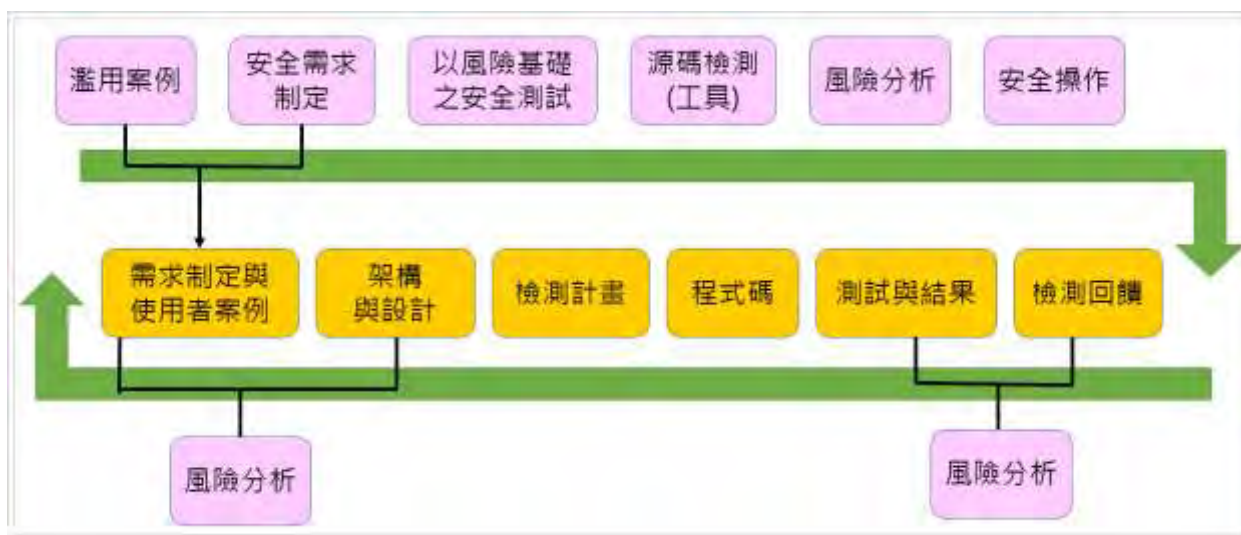 濫用案例
安全需求
制定
以風險基礎
之安全測試
源碼檢測
(工具)
風險分析
安全操作
需求制定與
使用者案例
架構
與設計
檢測計畫
程式碼
測試與結果
檢測回饋
風險分析
風險分析